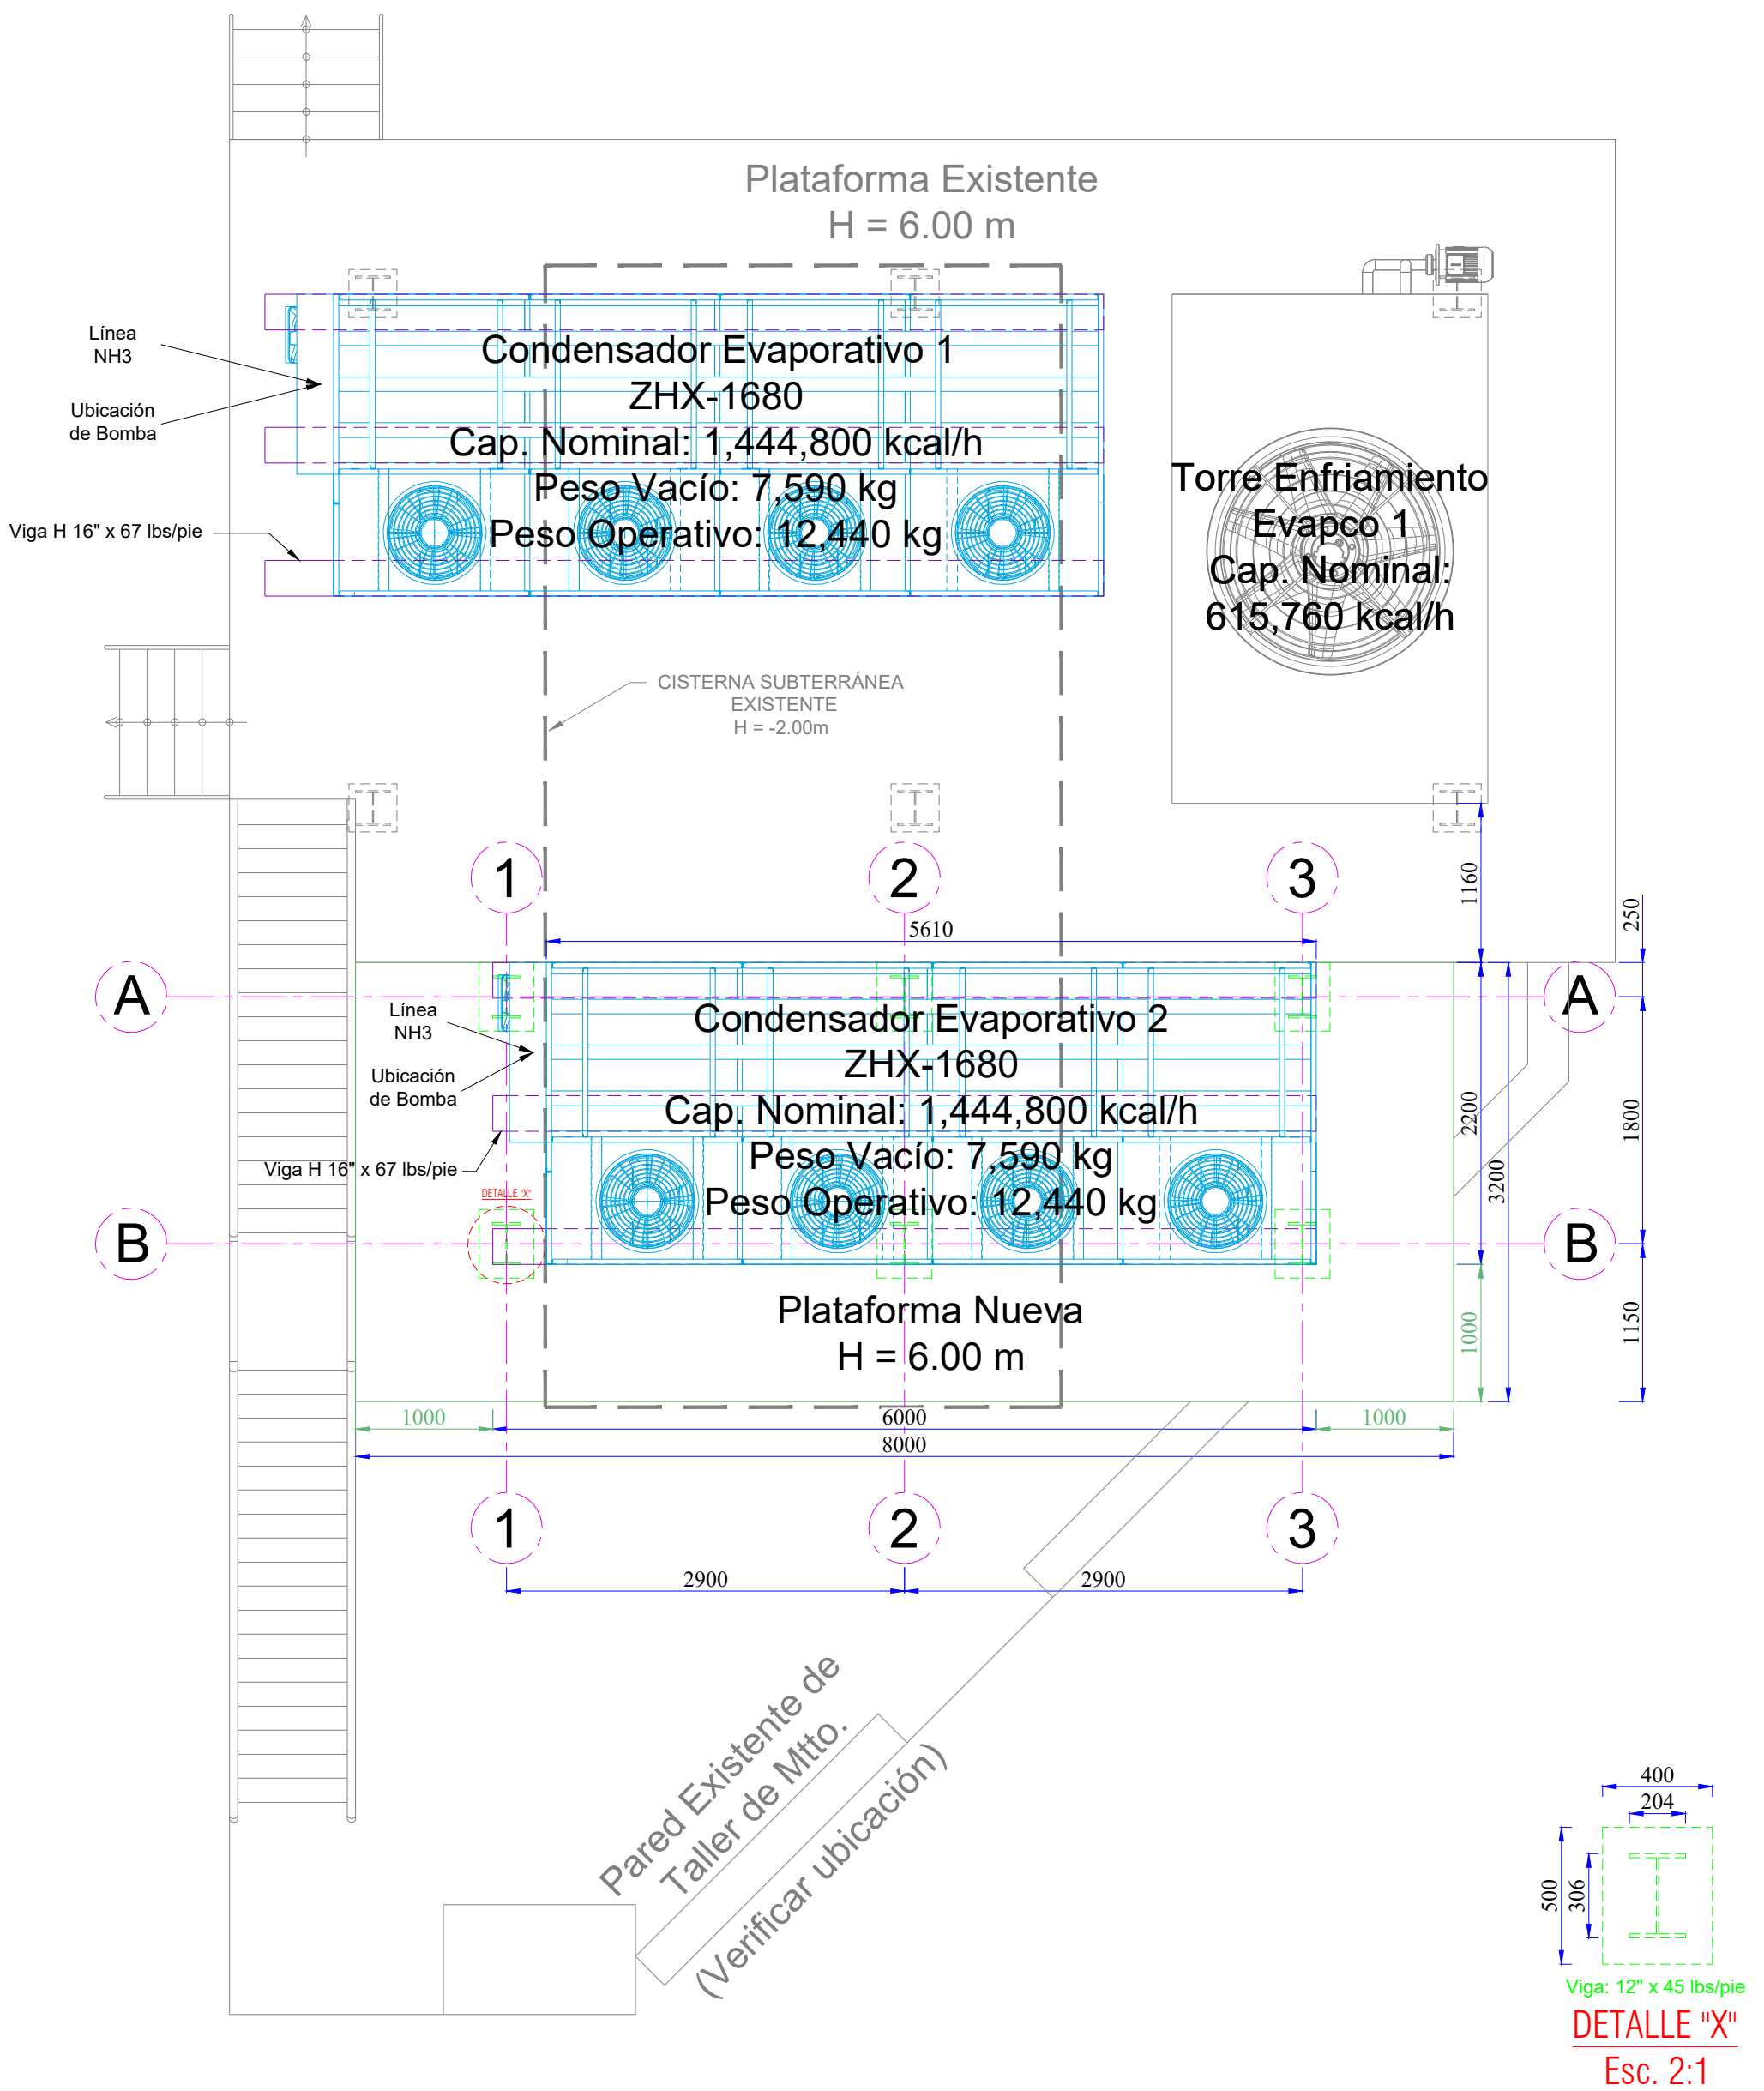 Plataforma Existente
H = 6.00 m
Línea
NH3
Ubicación
de Bomba
Viga H 16" x 67 lbs/pie
Condensador Evaporativo 1
ZHX-1680
Cap. Nominal: 1,444,800 kcal/h
Peso Vacío: 7,590 kg
Peso Operativo: 12,440 kg
Torre Enfriamiento
Evapco 1
Cap. Nominal:
615,760 kcal/h
CISTERNA SUBTERRÁNEA
EXISTENTE
H = -2.00m
1
2
3
1160
250
5610
A
A
Línea
NH3
Ubicación
de Bomba
Viga H 16" x 67 lbs/pie
DETALLE "X"
Condensador Evaporativo 2
ZHX-1680
Cap. Nominal: 1,444,800 kcal/h
Peso Vacío: 7,590 kg
Peso Operativo: 12,440 kg
2200
3200
1800
B
B
Plataforma Nueva
H = 6.00 m
1000
1150
1000
6000
1000
8000
1
2
3
2900
2900
Pared Existente de
Taller de Mtto.
(Verificar ubicación)
400
204
500
306
Viga: 12" x 45 lbs/pie
DETALLE "X"
Esc. 2:1